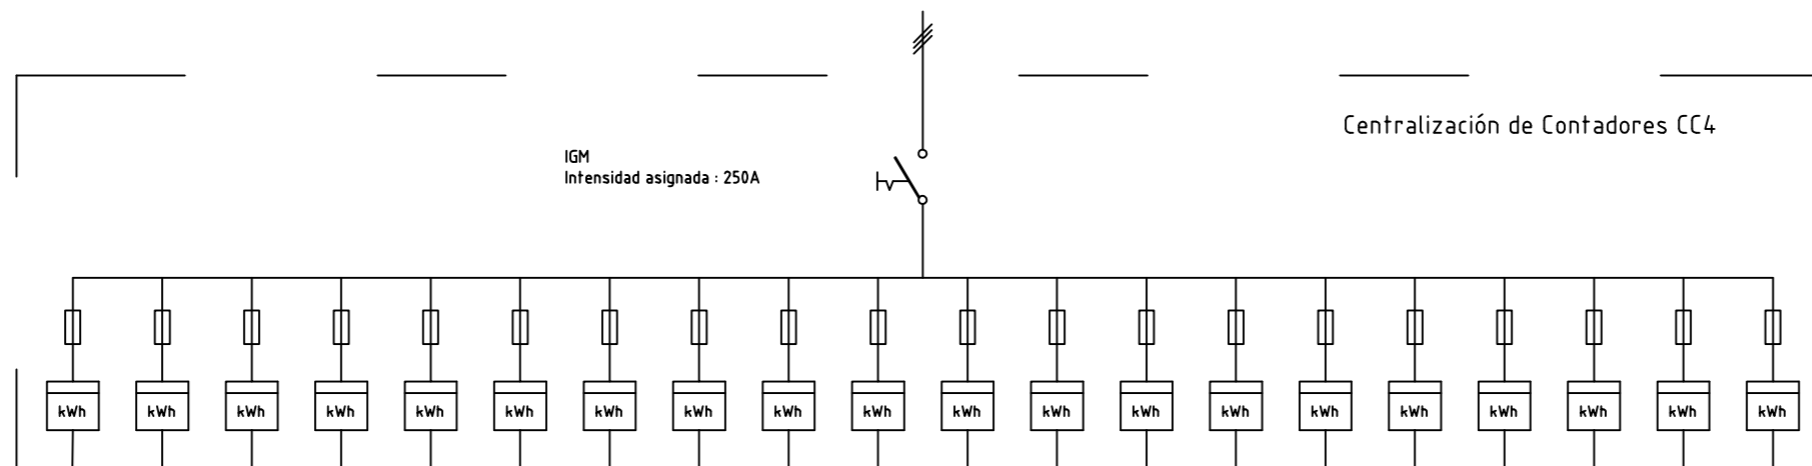 Centralización de Contadores CC4
IGM
Intensidad asignada : 250A
kWh kWh kWh kWh kWh kWh kWh kWh kWh kWh kWh kWh kWh kWh kWh kWh kWh kWh kWh kWh